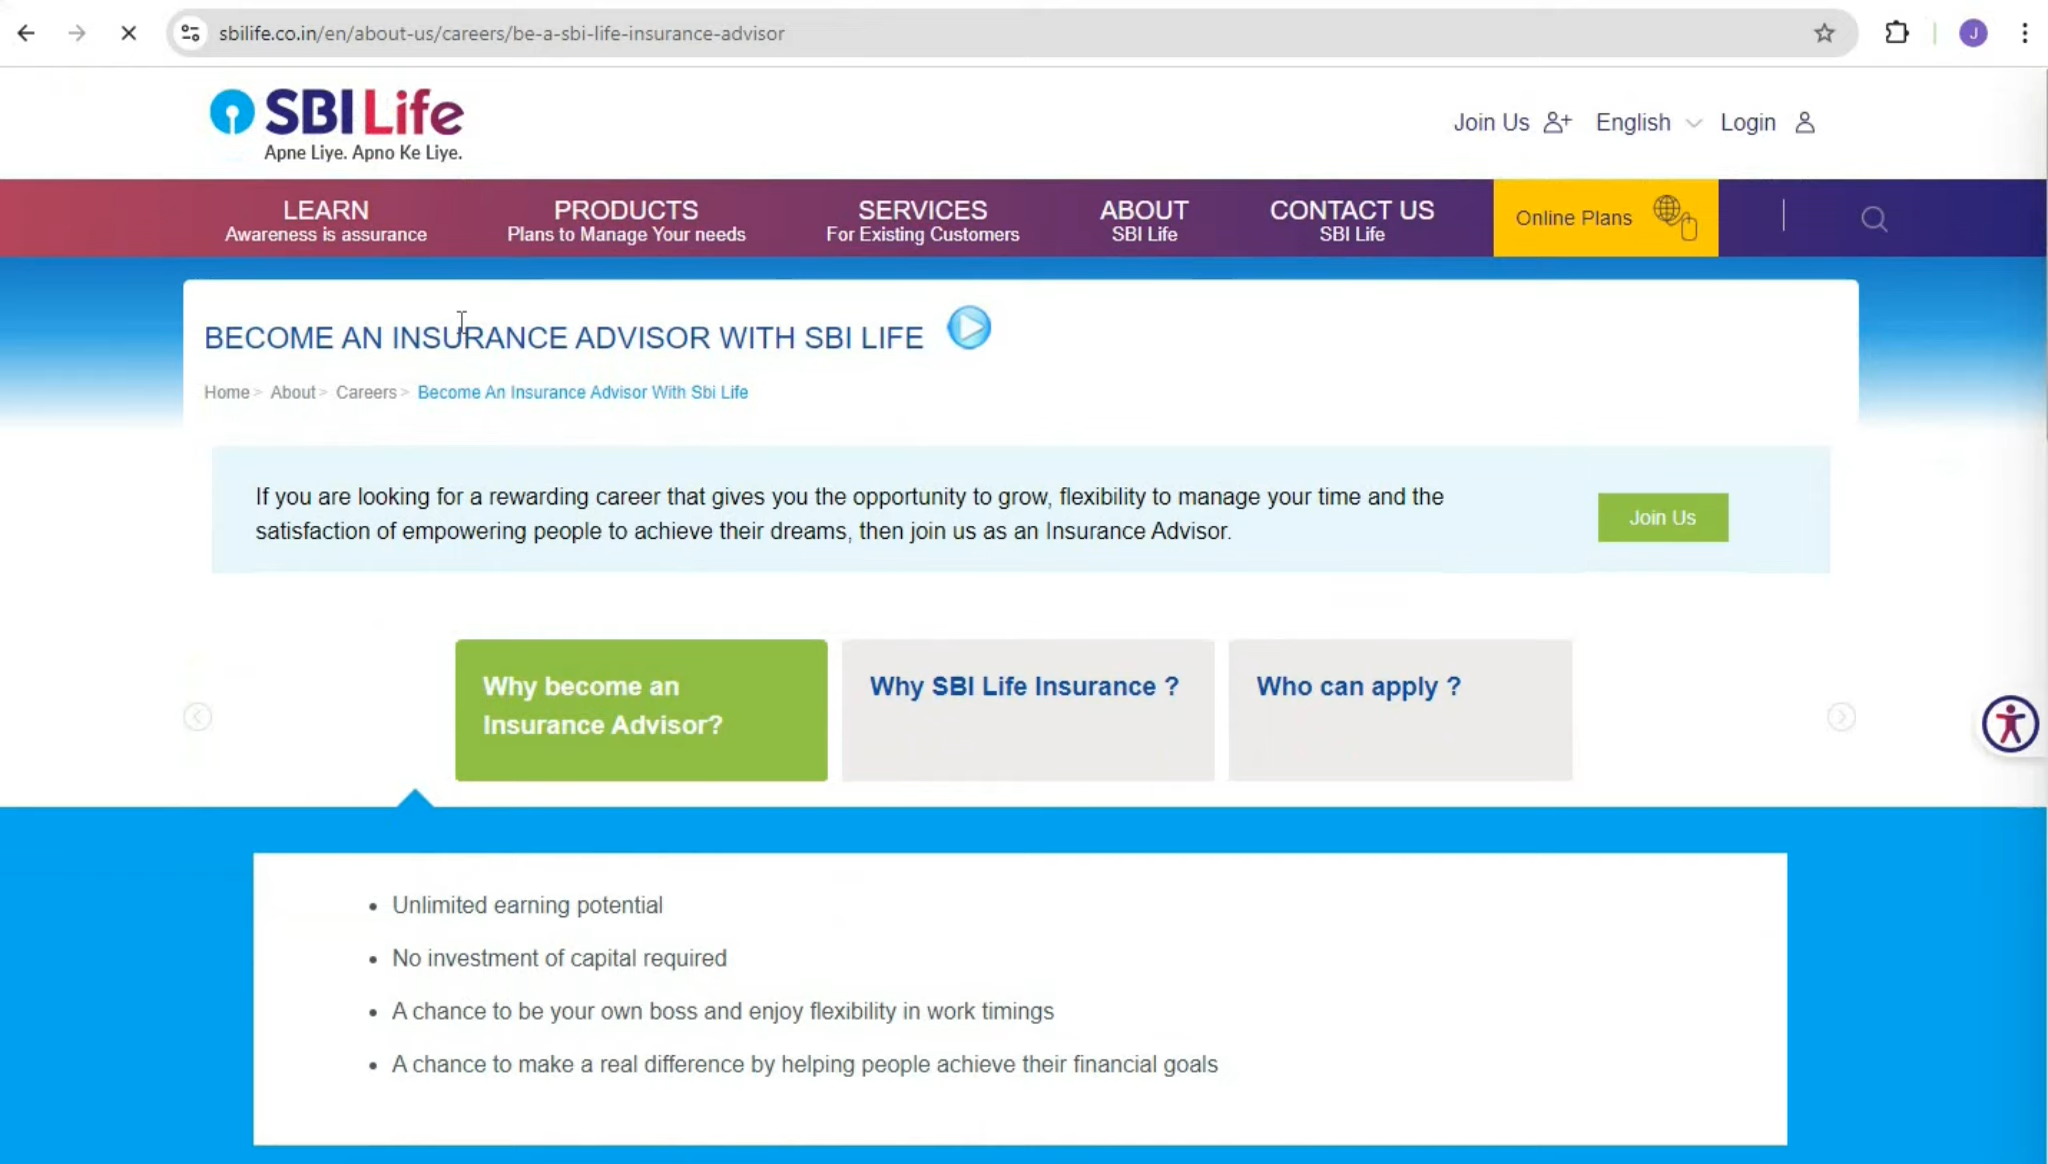 sbilife.co.in/en/about-us/careers/be-a-sbi-life-insurance-advisor
J
SBI Life
Apne Liye. Apno Ke Liye.
Join Us English Login
LEARN
Awareness is assurance
PRODUCTS
Plans to Manage Your needs
SERVICES
For Existing Customers
ABOUT
SBI Life
CONTACT US
SBI Life
Online Plans
BECOME AN INSURANCE ADVISOR WITH SBI LIFE
Home > About > Careers > Become An Insurance Advisor With Sbi Life
If you are looking for a rewarding career that gives you the opportunity to grow, flexibility to manage your time and the
satisfaction of empowering people to achieve their dreams, then join us as an Insurance Advisor.
Join Us
Why become an
Insurance Advisor?
Why SBI Life Insurance ?
Who can apply ?
• Unlimited earning potential
• No investment of capital required
• A chance to be your own boss and enjoy flexibility in work timings
• A chance to make a real difference by helping people achieve their financial goals